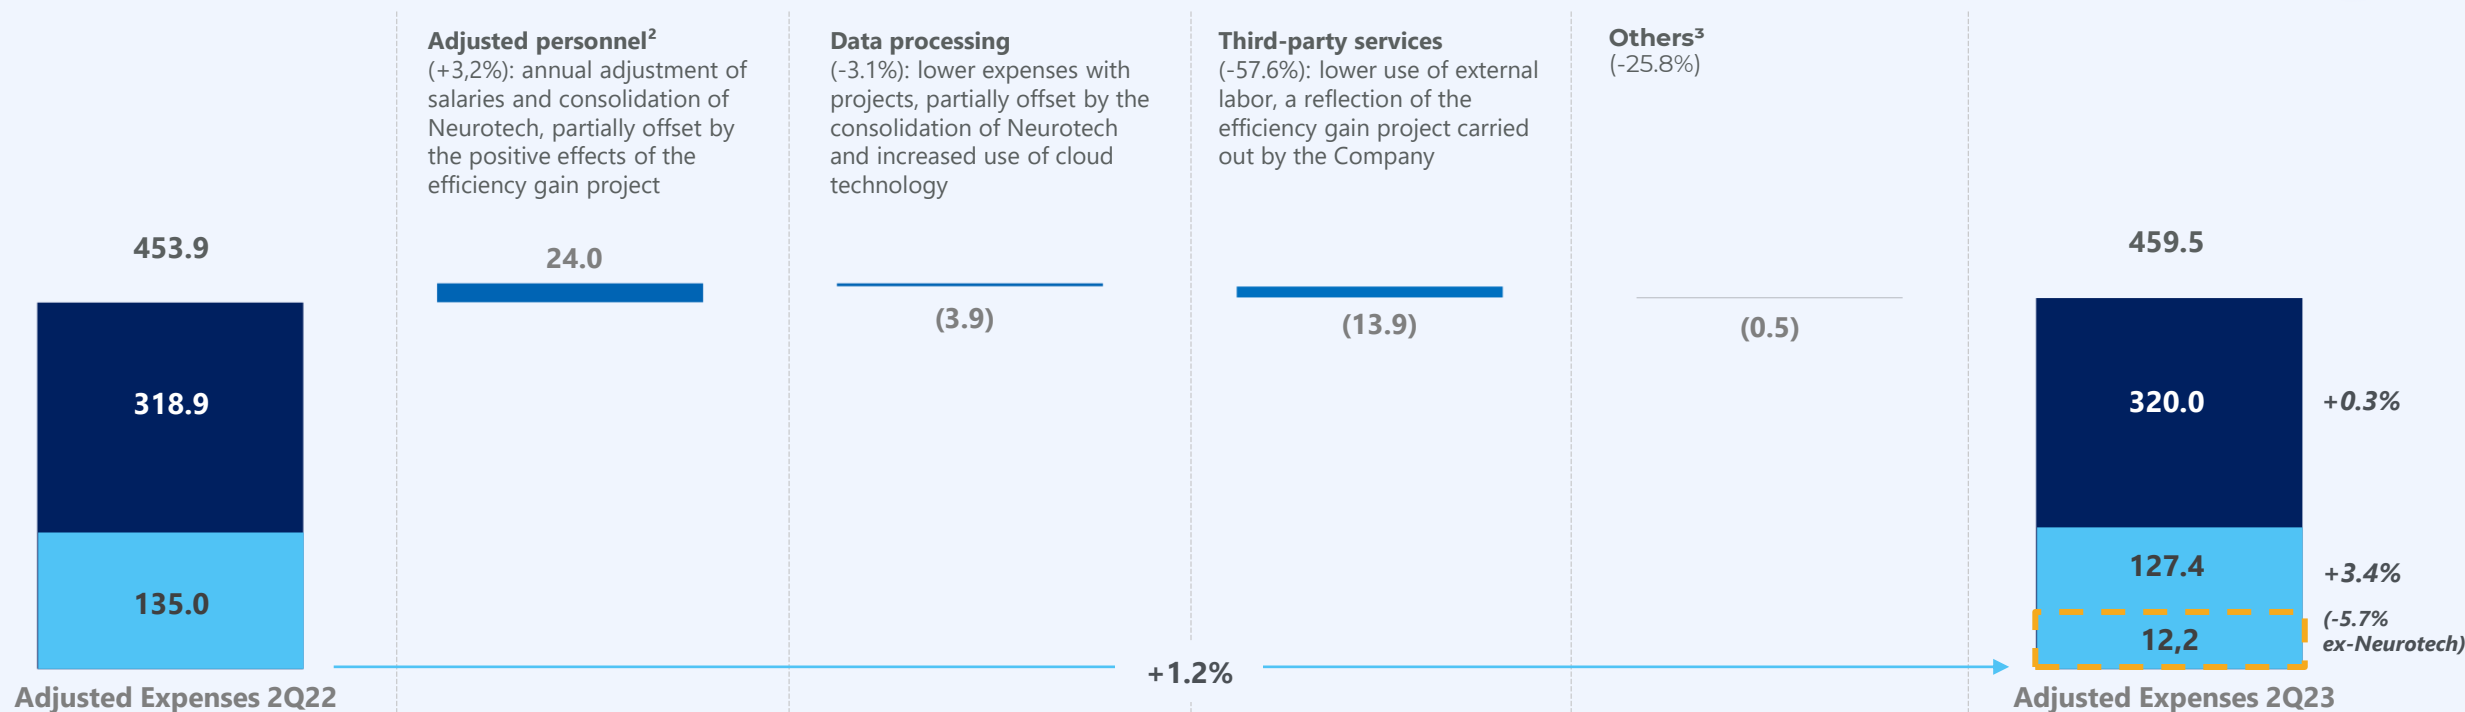 Adjusted personnel²
(+3,2%): annual adjustment of
salaries and consolidation of
Neurotech, partially offset by
the positive effects of the
efficiency gain project
Data processing
(-3.1%): lower expenses with
projects, partially offset by the
consolidation of Neurotech
and increased use of cloud
technology
Third-party services
(-57.6%): lower use of external
labor, a reflection of the
efficiency gain project carried
out by the Company
Others³
(-25.8%)
453.9
24.0
(3.9)
(13.9)
(0.5)
459.5
318.9
320.0
+0.3%
135.0
127.4
+3.4%
12,2
(-5.7%
ex-Neurotech)
+1.2%
Adjusted Expenses 2Q22
Adjusted Expenses 2Q23